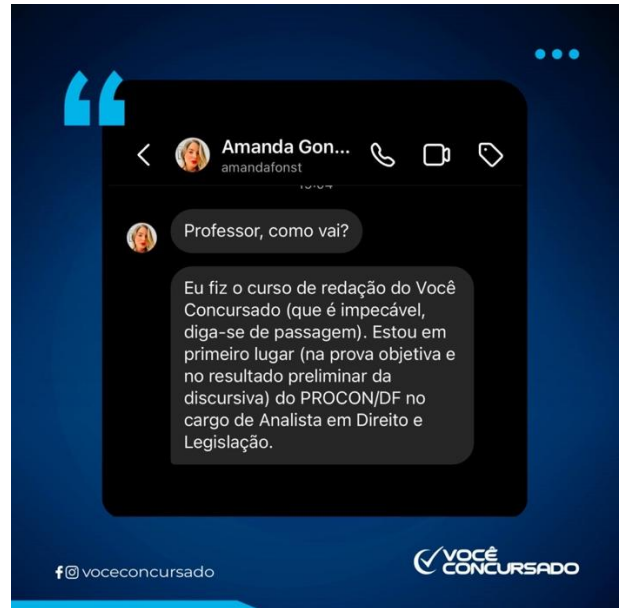 Amanda Gon...
amandafonst
Professor, como vai?
Eu fiz o curso de redação do Você
Concursado (que é impecável,
diga-se de passagem). Estou em
primeiro lugar (na prova objetiva e
no resultado preliminar da
discursiva) do PROCON/DF no
cargo de Analista em Direito e
Legislação.
voceconcursado
VOCÊ
CONCURSADO